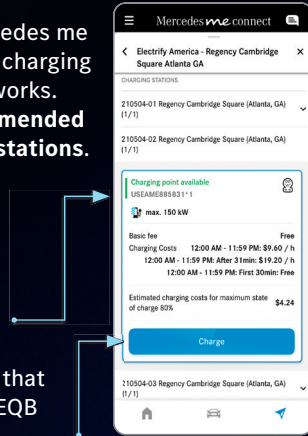 cedes me
charging
works.
mended
stations.
that
EQB
Mercedes me connect
Electrify America - Regency Cambridge
Square Atlanta GA
CHARGING STATIONS
210504-01 Regency Cambridge Square (Atlanta, GA)
(1/1)
210504-02 Regency Cambridge Square (Atlanta, GA)
(1/1)
Charging point available
USEAME885831*1
max. 150 kW
Basic fee Free
Charging Costs 12:00 AM - 11:59 PM: $9.60 / h
12:00 AM - 11:59 PM: After 31min: $19.20 / h
12:00 AM - 11:59 PM: First 30min: Free
Estimated charging costs for maximum state $4.24
of charge 80%
Charge
210504-03 Regency Cambridge Square (Atlanta, GA)
(1/1)